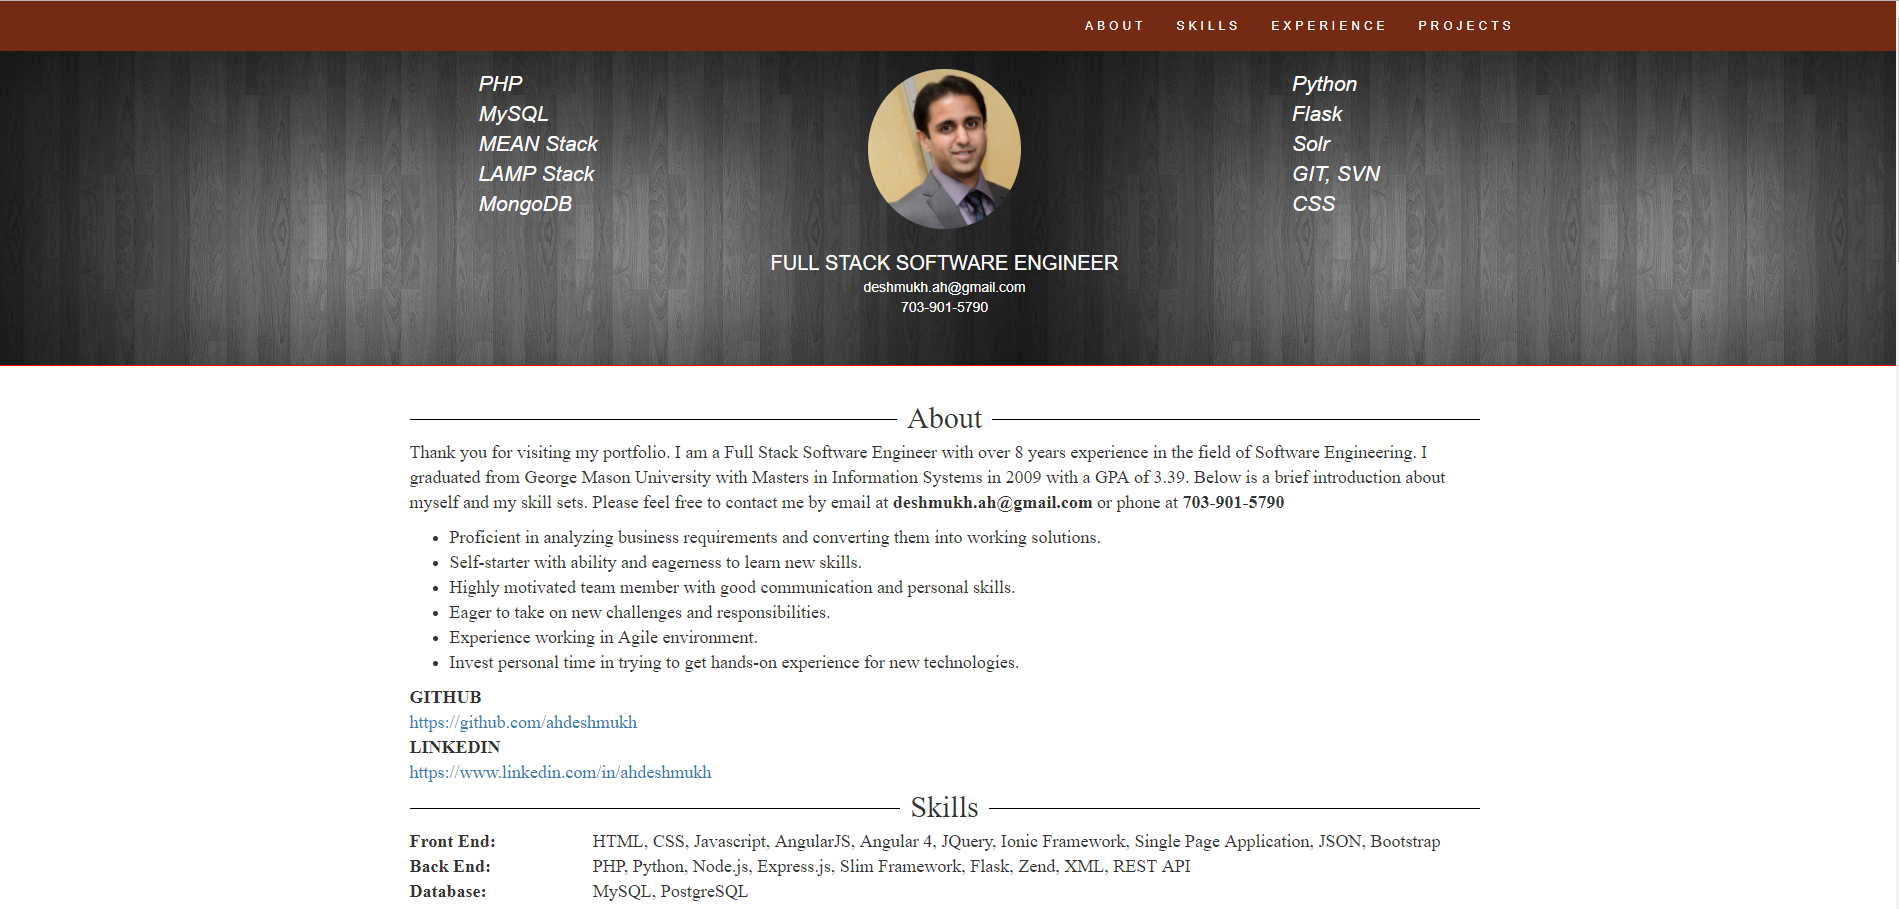 ABOUT SKILLS EXPERIENCE PROJECTS
PHP
MySQL
MEAN Stack
LAMP Stack
MongoDB
Python
Flask
Solr
GIT, SVN
CSS
FULL STACK SOFTWARE ENGINEER
deshmukh.ah@gmail.com
703-901-5790
About
Thank you for visiting my portfolio. I am a Full Stack Software Engineer with over 8 years experience in the field of Software Engineering. I
graduated from George Mason University with Masters in Information Systems in 2009 with a GPA of 3.39. Below is a brief introduction about
myself and my skill sets. Please feel free to contact me by email at deshmukh.ah@gmail.com or phone at 703-901-5790
• Proficient in analyzing business requirements and converting them into working solutions.
• Self-starter with ability and eagerness to learn new skills.
• Highly motivated team member with good communication and personal skills.
• Eager to take on new challenges and responsibilities.
• Experience working in Agile environment.
• Invest personal time in trying to get hands-on experience for new technologies.
GITHUB
https://github.com/ahdeshmukh
LINKEDIN
https://www.linkedin.com/in/ahdeshmukh
Skills
Front End: HTML, CSS, Javascript, AngularJS, Angular 4, JQuery, Ionic Framework, Single Page Application, JSON, Bootstrap
Back End: PHP, Python, Node.js, Express.js, Slim Framework, Flask, Zend, XML, REST API
Database: MySQL, PostgreSQL